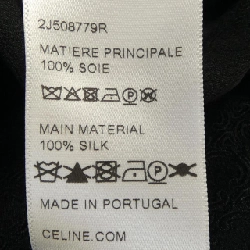 2J508779R
MATIERE PRINCIPALE
100% SOIE
MAIN MATERIAL
100% SILK
MADE IN PORTUGAL
CELINE.COM